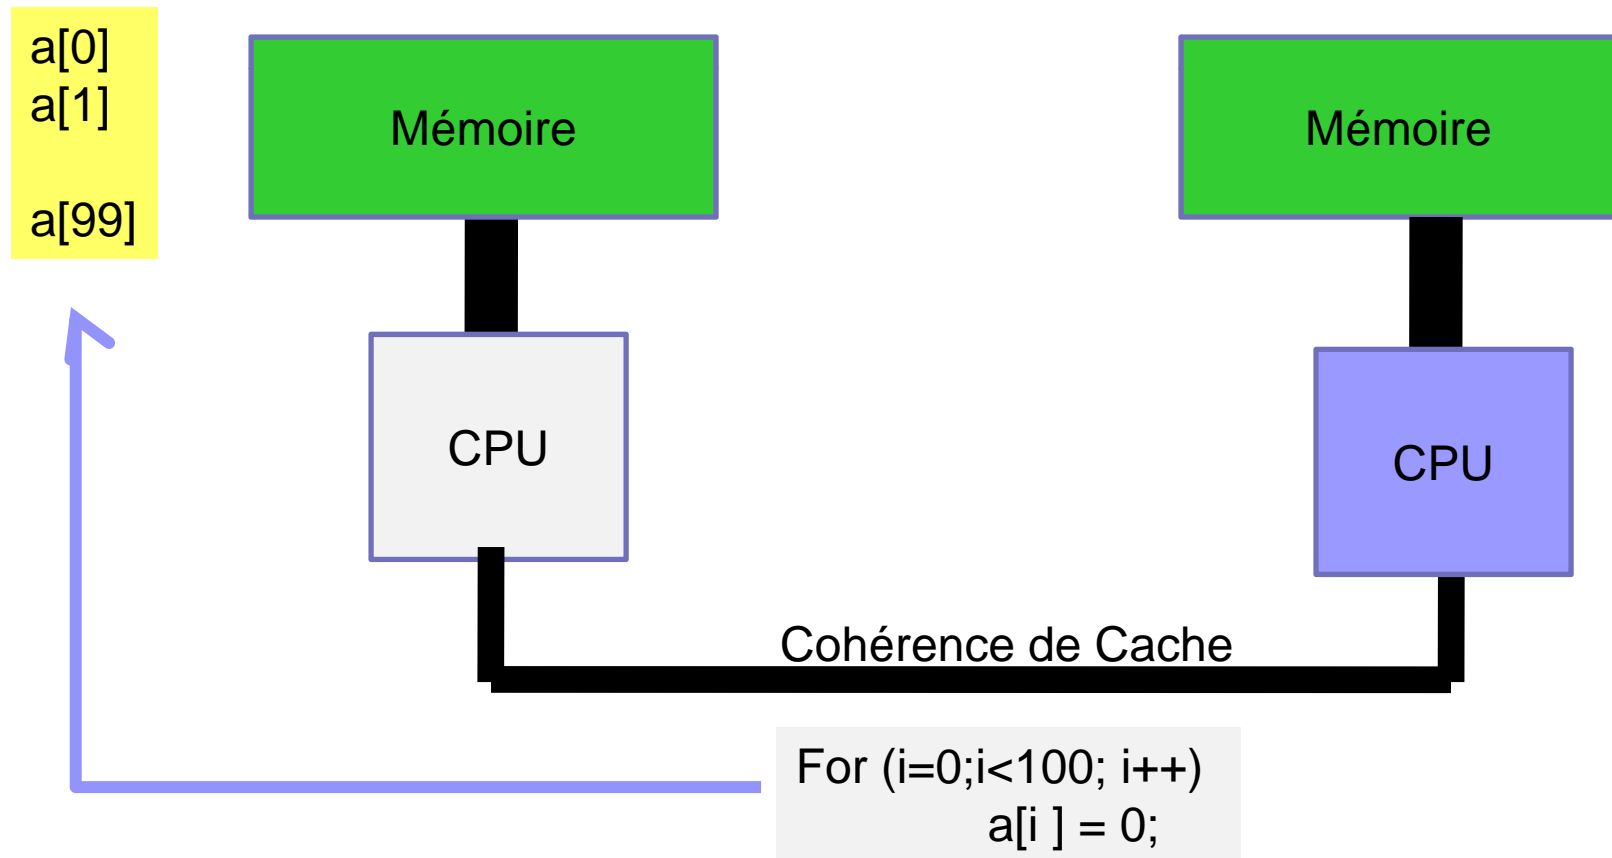 a[0]
a[1]
a[99]
Mémoire
Mémoire
CPU
CPU
Cohérence de Cache
For (i=0;i<100; i++)
a[i ] = 0;